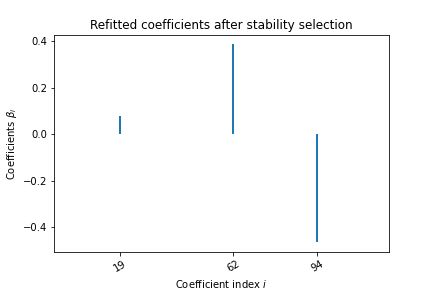 Refitted coefficients after stability selection
0.4
0.2
0.0
−0.2
−0.4
Coefficients βi
19
62
94
Coefficient index i